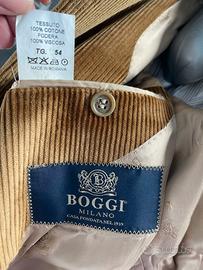 TESSUTO
100% COTONE
FODERA
100% VISCOSA
TG. 54
MADE IN ROMANIA
B B
BOGGI
MILANO
CASA FONDATA NEL 1939